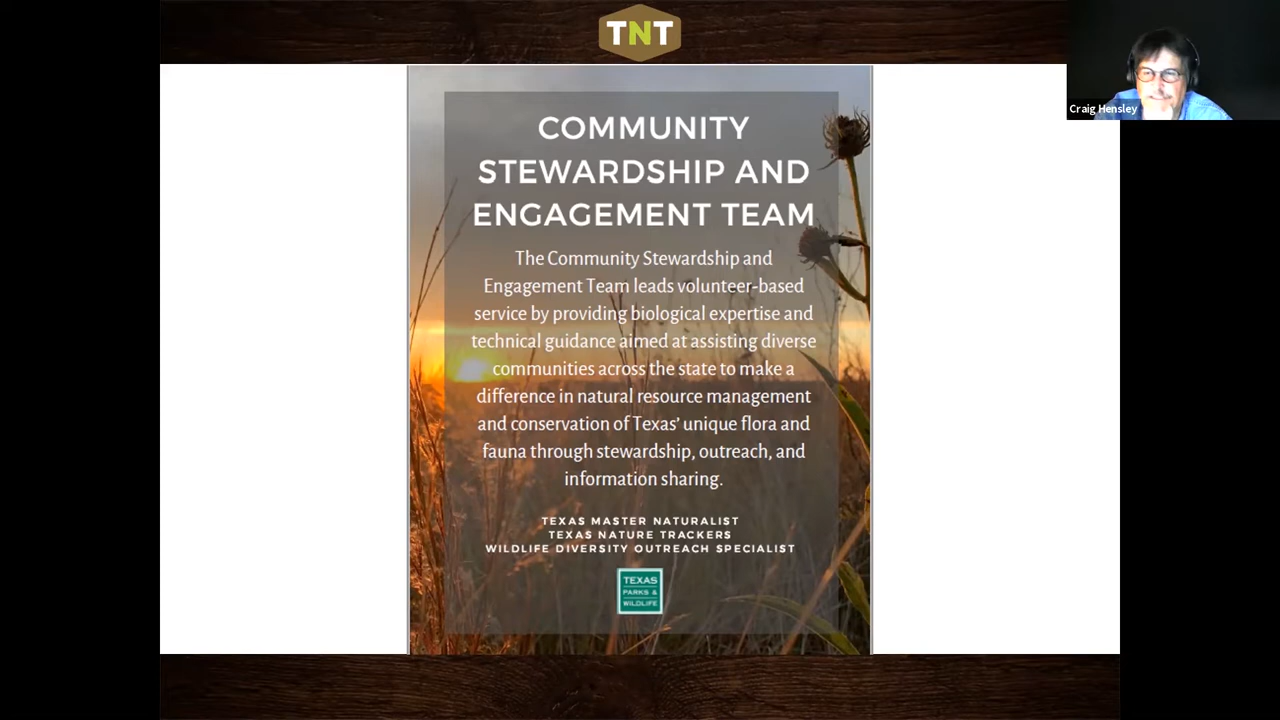 TNT
Craig Hensley
COMMUNITY
STEWARDSHIP AND
ENGAGEMENT TEAM
The Community Stewardship and
Engagement Team leads volunteer-based
service by providing biological expertise and
technical guidance aimed at assisting diverse
communities across the state to make a
difference in natural resource management
and conservation of Texas’ unique flora and
fauna through stewardship, outreach, and
information sharing.
TEXAS MASTER NATURALIST
TEXAS NATURE TRACKERS
WILDLIFE DIVERSITY OUTREACH SPECIALIST
TEXAS
PARKS &
WILDLIFE